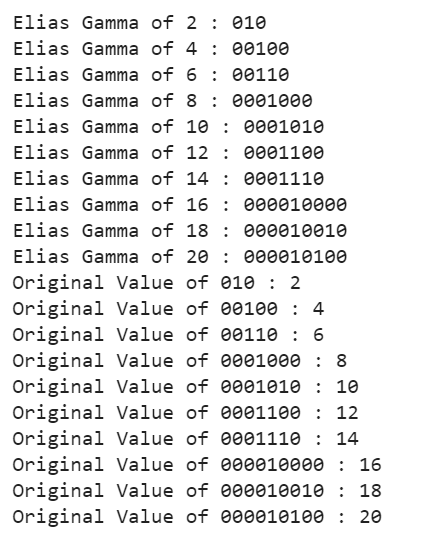 Elias Gamma of 2 : 010
Elias Gamma of 4 : 00100
Elias Gamma of 6 : 00110
Elias Gamma of 8 : 0001000
Elias Gamma of 10 : 0001010
Elias Gamma of 12 : 0001100
Elias Gamma of 14 : 0001110
Elias Gamma of 16 : 000010000
Elias Gamma of 18 : 000010010
Elias Gamma of 20 : 000010100
Original Value of 010 : 2
Original Value of 00100 : 4
Original Value of 00110 : 6
Original Value of 0001000 : 8
Original Value of 0001010 : 10
Original Value of 0001100 : 12
Original Value of 0001110 : 14
Original Value of 000010000 : 16
Original Value of 000010010 : 18
Original Value of 000010100 : 20